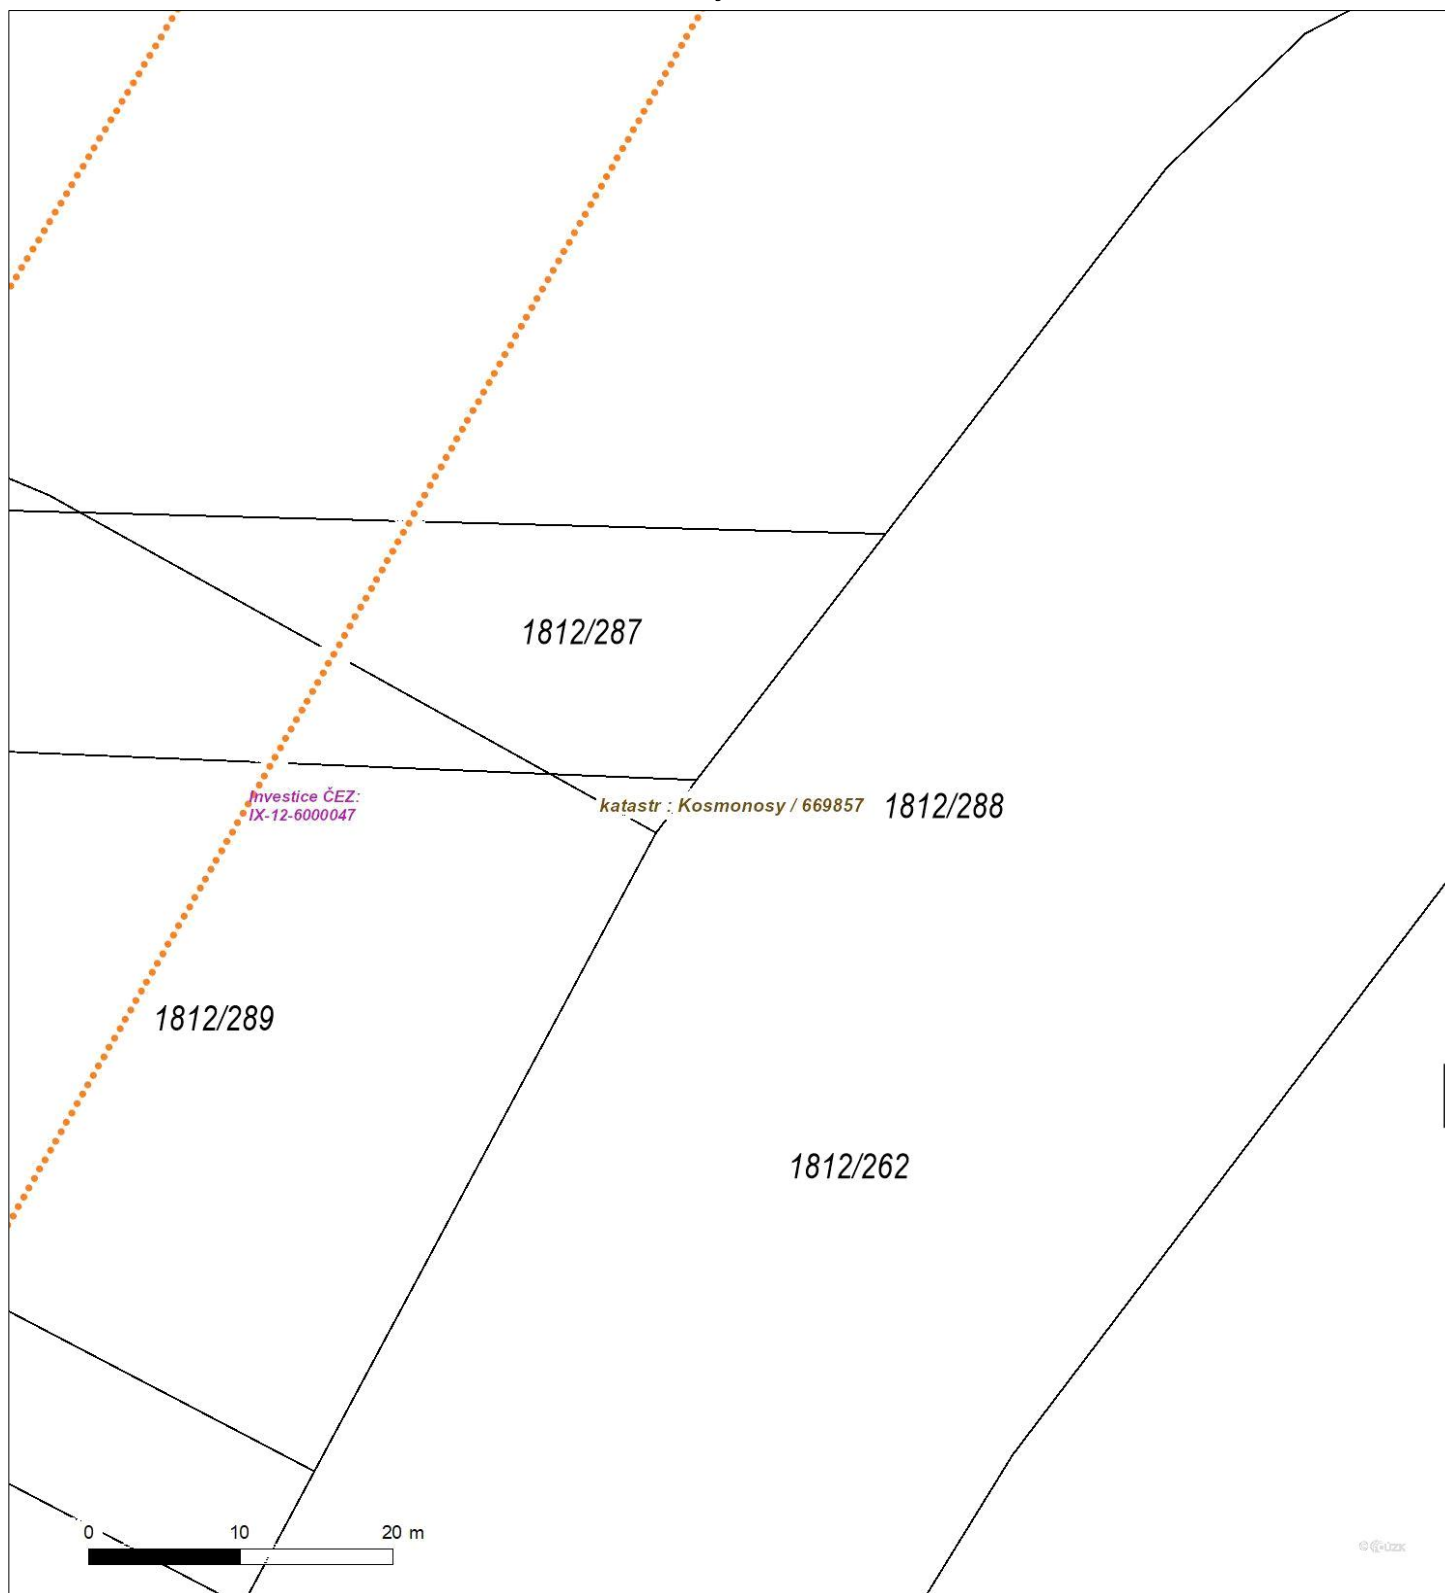 1812/287
Investice ČEZ:
IX-12-6000047
katastr : Kosmonosy / 669857
1812/288
1812/289
1812/262
0 10 20 m